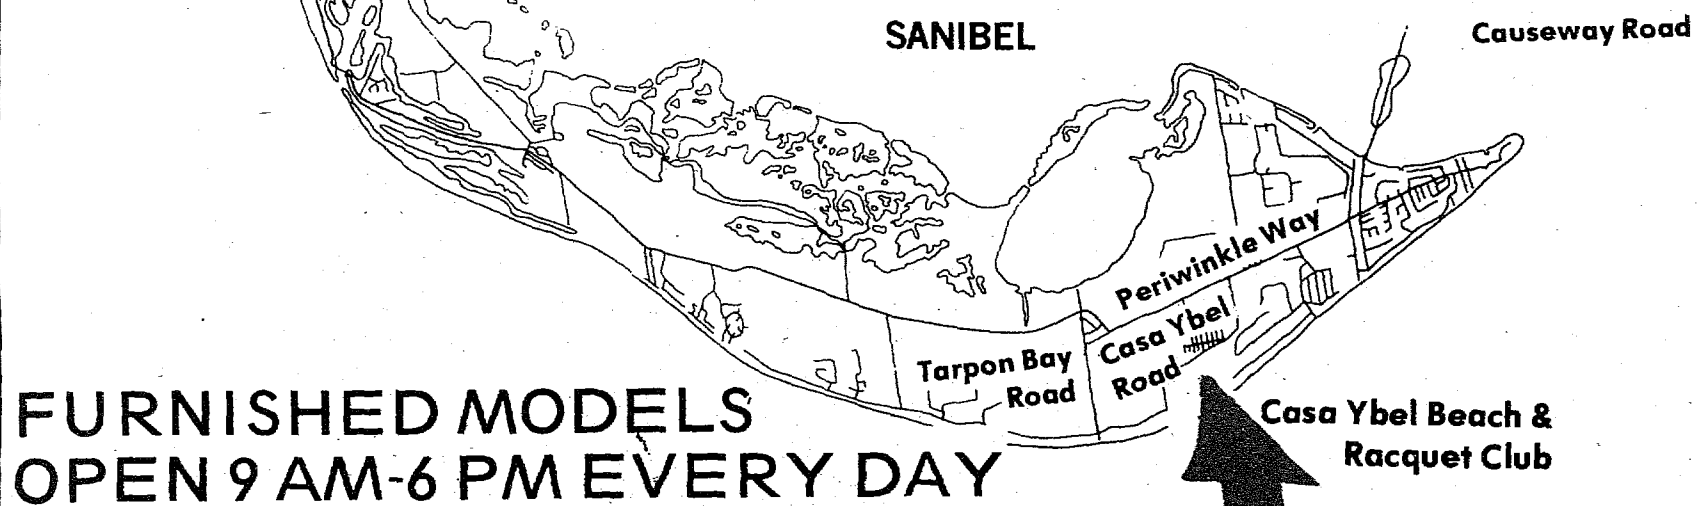 SANIBEL
Causeway Road
Periwinkle Way
Casa Ybel
Road
Tarpon Bay
Road
Casa Ybel Beach &
Racquet Club
FURNISHED MODELS
OPEN 9 AM-6 PM EVERY DAY